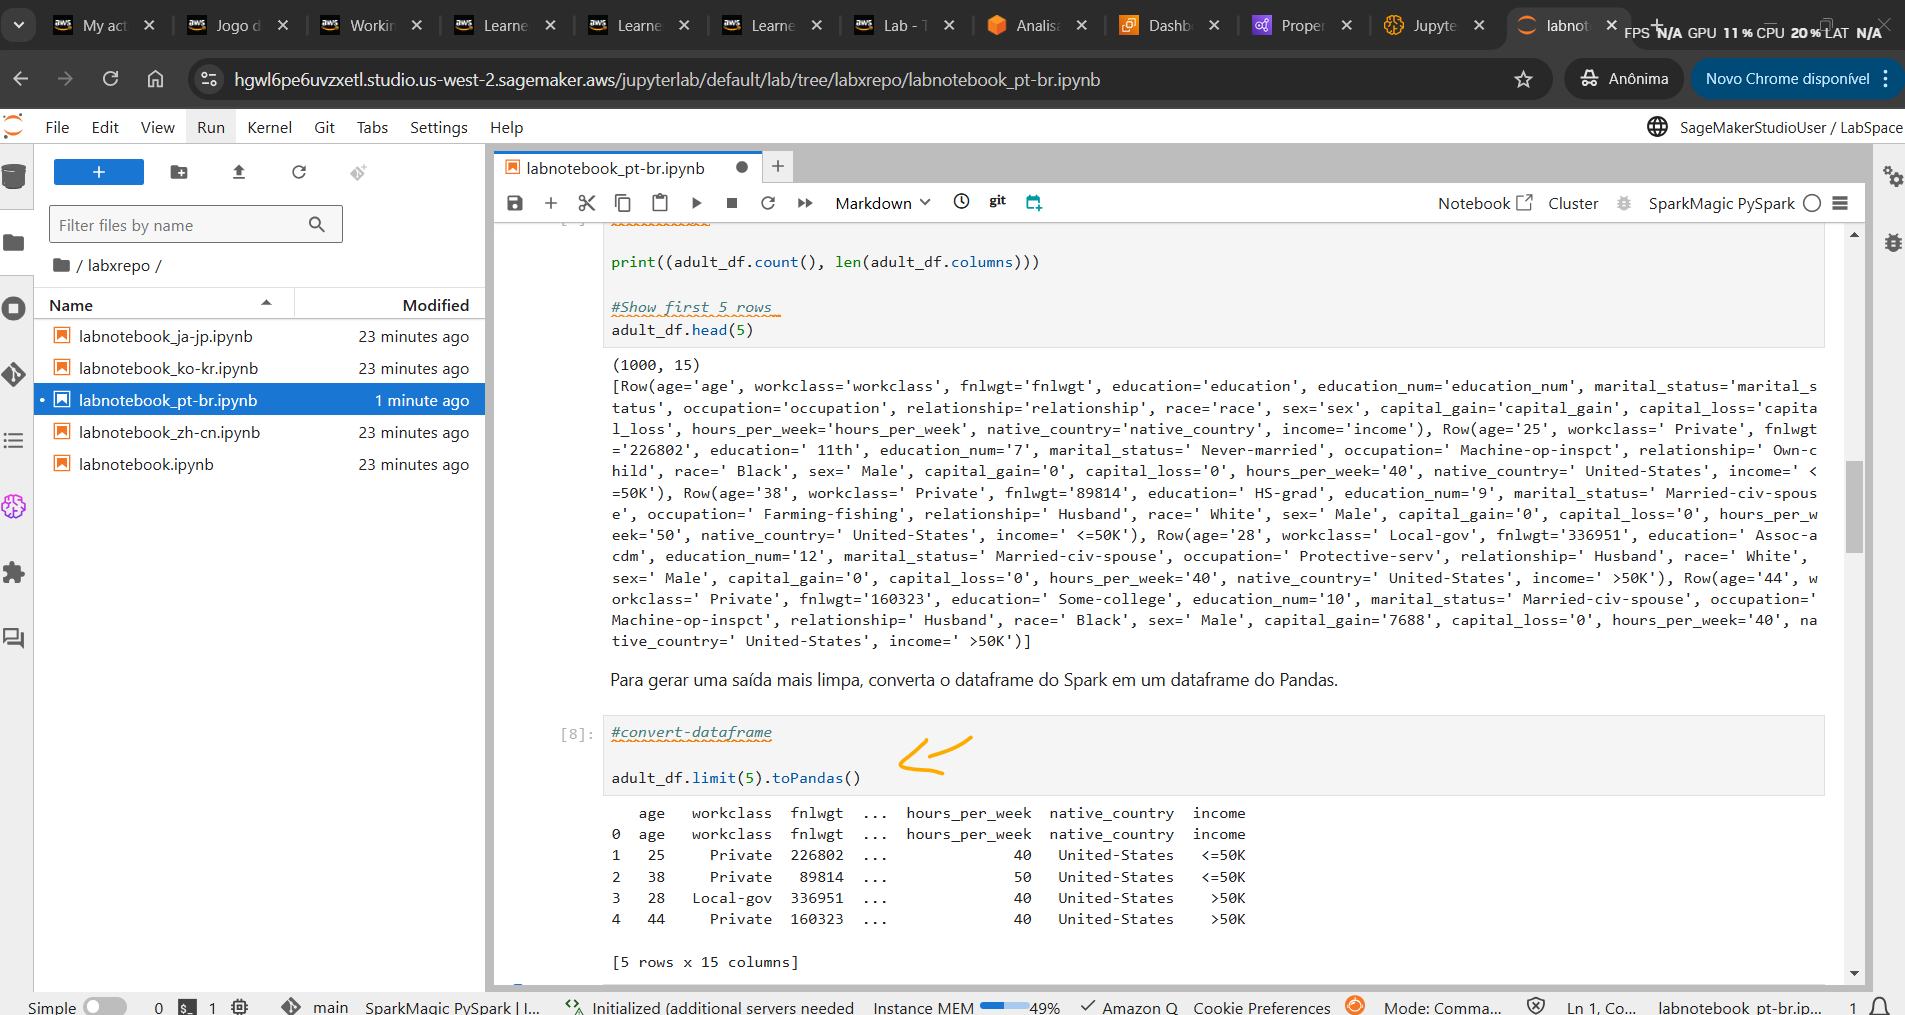 My act
Jogo d
Workin
Learne
Learne
Learne
Lab - T
Analisa
Dashb
Proper
Jupyte
labnot
FPS N/A GPU 11 % CPU 20 % LAT N/A
hgwl6pe6uvzxetl.studio.us-west-2.sagemaker.aws/jupyterlab/default/lab/tree/labxrepo/labnotebook_pt-br.ipynb
Anônima
Novo Chrome disponível
File Edit View Run Kernel Git Tabs Settings Help
SageMakerStudioUser / LabSpace
Filter files by name
/ labxrepo /
Name Modified
labnotebook_ja-jp.ipynb 23 minutes ago
labnotebook_ko-kr.ipynb 23 minutes ago
labnotebook_pt-br.ipynb 1 minute ago
labnotebook_zh-cn.ipynb 23 minutes ago
labnotebook.ipynb 23 minutes ago
labnotebook_pt-br.ipynb
Markdown
git
Notebook
Cluster
SparkMagic PySpark
print((adult_df.count(), len(adult_df.columns)))
#Show first 5 rows
adult_df.head(5)
(1000, 15)
[Row(age='age', workclass='workclass', fnlwgt='fnlwgt', education='education', education_num='education_num', marital_status='marital_s
tatus', occupation='occupation', relationship='relationship', race='race', sex='sex', capital_gain='capital_gain', capital_loss='capita
l_loss', hours_per_week='hours_per_week', native_country='native_country', income='income'), Row(age='25', workclass=' Private', fnlwgt
='226802', education=' 11th', education_num='7', marital_status=' Never-married', occupation=' Machine-op-inspct', relationship=' Own-c
hild', race=' Black', sex=' Male', capital_gain='0', capital_loss='0', hours_per_week='40', native_country=' United-States', income=' <
=50K'), Row(age='38', workclass=' Private', fnlwgt='89814', education=' HS-grad', education_num='9', marital_status=' Married-civ-spous
e', occupation=' Farming-fishing', relationship=' Husband', race=' White', sex=' Male', capital_gain='0', capital_loss='0', hours_per_w
eek='50', native_country=' United-States', income=' <=50K'), Row(age='28', workclass=' Local-gov', fnlwgt='336951', education=' Assoc-a
cdm', education_num='12', marital_status=' Married-civ-spouse', occupation=' Protective-serv', relationship=' Husband', race=' White',
sex=' Male', capital_gain='0', capital_loss='0', hours_per_week='40', native_country=' United-States', income=' >50K'), Row(age='44', w
orkclass=' Private', fnlwgt='160323', education=' Some-college', education_num='10', marital_status=' Married-civ-spouse', occupation='
Machine-op-inspct', relationship=' Husband', race=' Black', sex=' Male', capital_gain='7688', capital_loss='0', hours_per_week='40', na
tive_country=' United-States', income=' >50K')]
Para gerar uma saída mais limpa, converta o dataframe do Spark em um dataframe do Pandas.
[8]:
#convert-dataframe
adult_df.limit(5).toPandas()
age workclass fnlwgt ... hours_per_week native_country income
0 age workclass fnlwgt ... hours_per_week native_country income
1 25 Private 226802 ... 40 United-States <=50K
2 38 Private 89814 ... 50 United-States <=50K
3 28 Local-gov 336951 ... 40 United-States >50K
4 44 Private 160323 ... 40 United-States >50K
[5 rows x 15 columns]
Simple 0 1 main SparkMagic PySpark | I... Initialized (additional servers needed Instance MEM 49% Amazon Q Cookie Preferences Mode: Comma... Ln 1, Co... labnotebook_pt-br.ip... 1